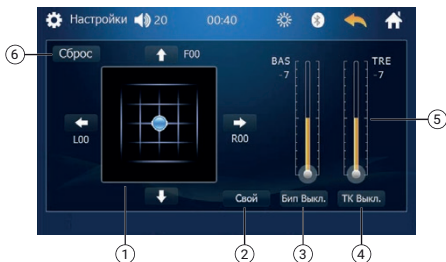 Настройки 20 00:40
6 Сброс F00 BAS TRE
-7 -7
5
L00 R00
Свой Бип Выкл. ТК Выкл.
1 2 3 4